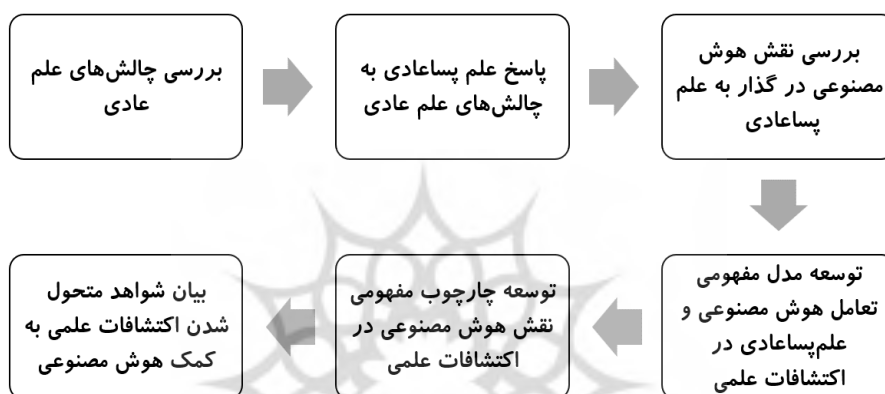 بررسی چالش‌های علم
عادی
پاسخ علم پساعادی به
چالش‌های علم عادی
بررسی نقش هوش
مصنوعی در گذار به علم
پساعادی
توسعه مدل مفهومی
تعامل هوش مصنوعی و
علم‌پساعادی در
اکتشافات علمی
توسعه چارچوب مفهومی
نقش هوش مصنوعی در
اکتشافات علمی
بیان شواهد متحول
شدن اکتشافات علمی به
کمک هوش مصنوعی